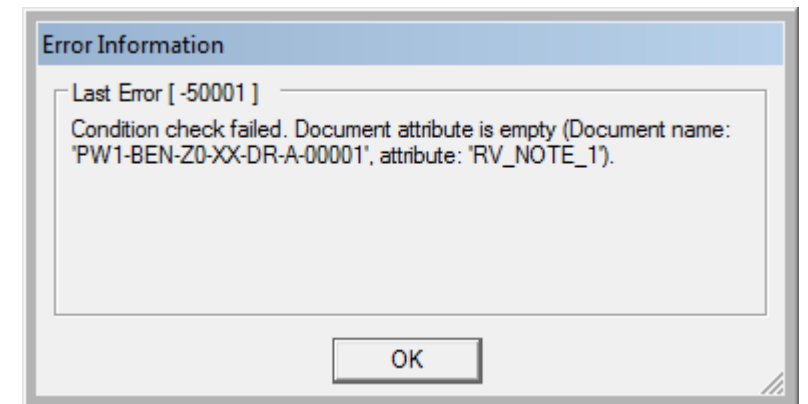 Error Information
Last Error [ -50001 ]
Condition check failed. Document attribute is empty (Document name:
'PW1-BEN-Z0-XX-DR-A-00001', attribute: 'RV_NOTE_1').
OK